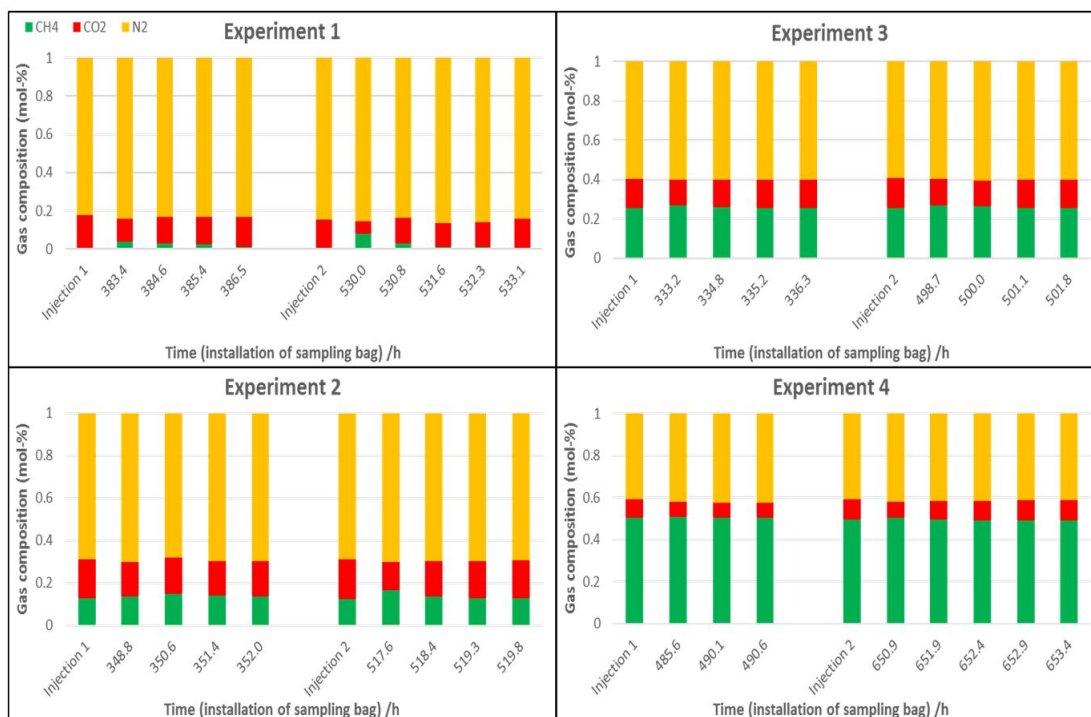 CH4 CO2 N2
Experiment 1
Gas composition (mol-%)
1
0.8
0.6
0.4
0.2
0
Injection 1 383.4 384.6 385.4 386.5 Injection 2 530.0 530.8 531.6 532.3 533.1
Time (installation of sampling bag) /h
Experiment 3
Gas composition (mol-%)
1
0.8
0.6
0.4
0.2
0
Injection 1 333.2 334.8 335.2 336.3 Injection 2 498.7 500.0 501.1 501.8
Time (installation of sampling bag) /h
Experiment 2
Gas composition (mol-%)
1
0.8
0.6
0.4
0.2
0
Injection 1 348.8 350.6 351.4 352.0 Injection 2 517.6 518.4 519.3 519.8
Time (installation of sampling bag) /h
Experiment 4
Gas composition (mol-%)
1
0.8
0.6
0.4
0.2
0
Injection 1 485.6 490.1 490.6 Injection 2 650.9 651.9 652.4 652.9 653.4
Time (installation of sampling bag) /h